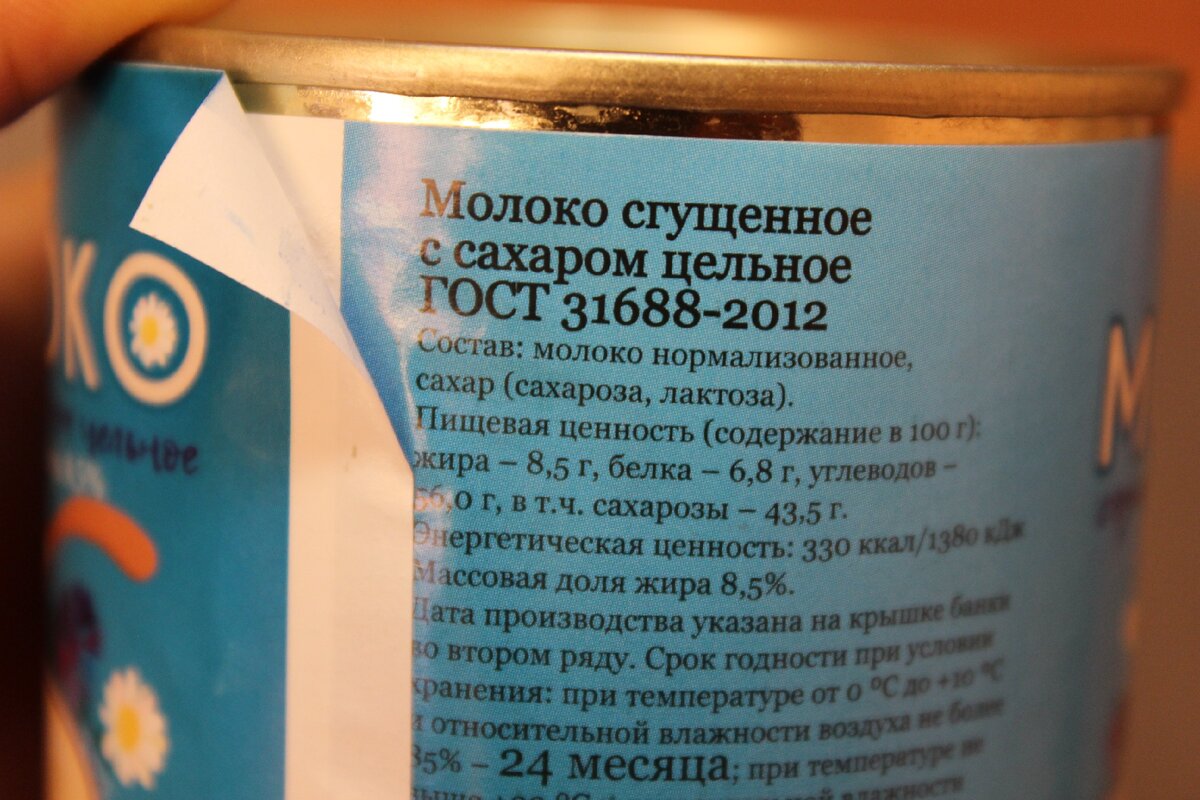 Молоко сгущенное
с сахаром цельное
ГОСТ 31688-2012
Состав: молоко нормализованное,
сахар (сахароза, лактоза).
Пищевая ценность (содержание в 100 г):
жира – 8,5 г, белка – 6,8 г, углеводов –
56,0 г, в т.ч. сахарозы – 43,5 г.
Энергетическая ценность: 330 ккал/1380 кДж
Массовая доля жира 8,5%.
Дата производства указана на крышке банки
во втором ряду. Срок годности при условии
хранения: при температуре от 0 °С до +10 °С
и относительной влажности воздуха не более
85% – 24 месяца; при температуре не
влажности
ОКО
цельное
М